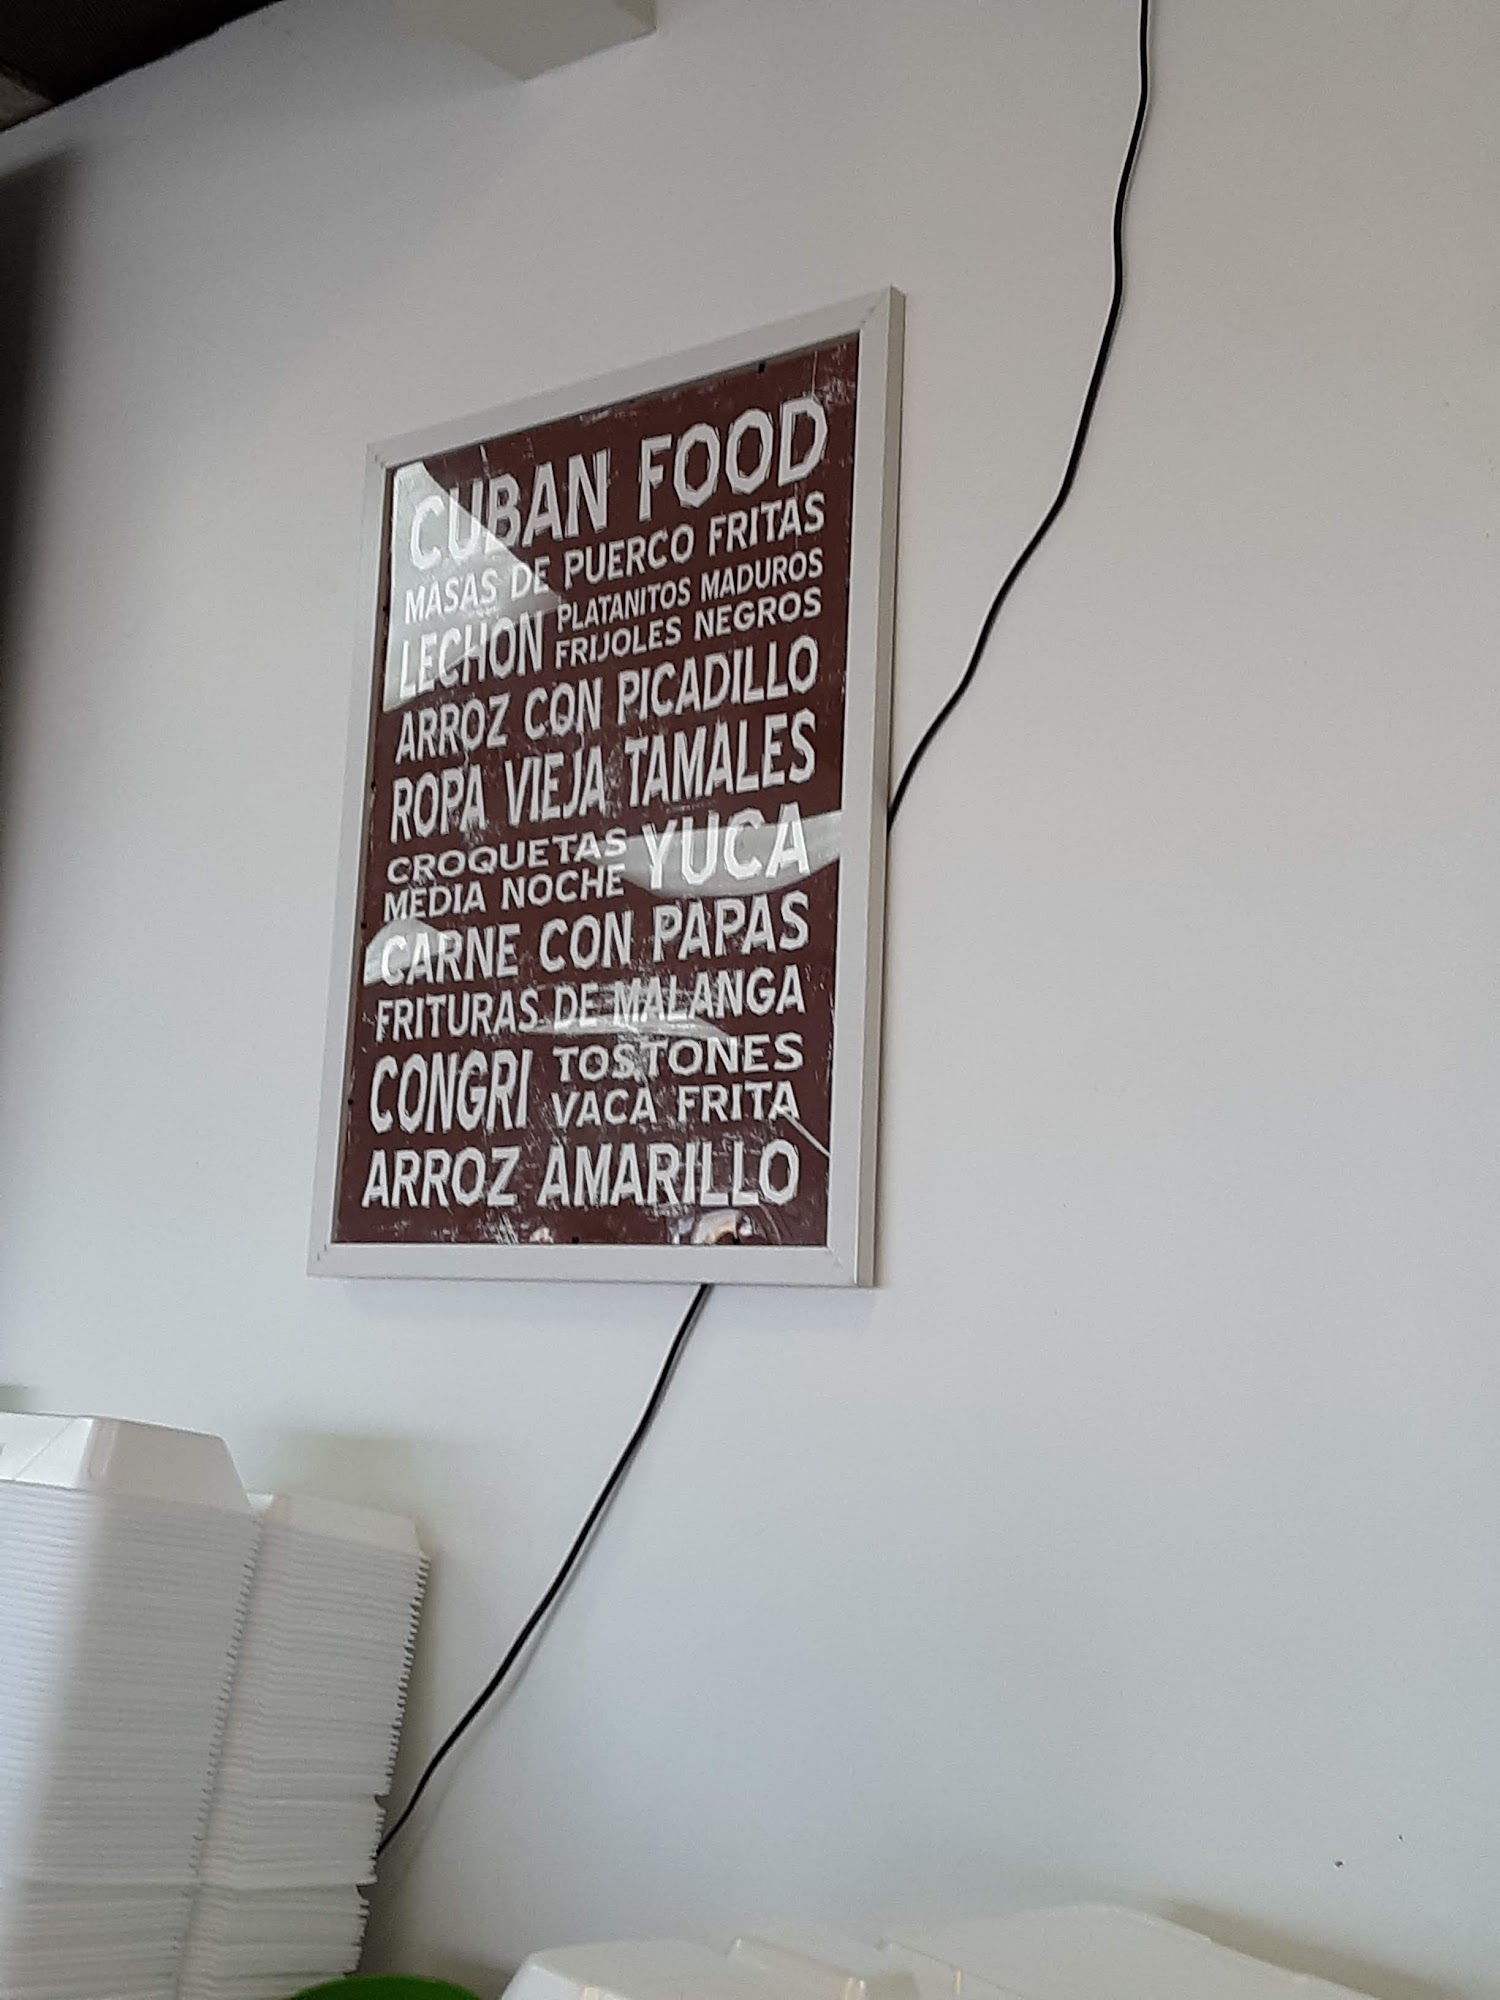 CUBAN FOOD
MASAS DE PUERCO FRITAS
LECHON
PLATANITOS MADUROS
FRIJOLES NEGROS
ARROZ CON PICADILLO
ROPA VIEJA TAMALES
CROQUETAS
MEDIA NOCHE
YUCA
CARNE CON PAPAS
FRITURAS DE MALANGA
CONGRI
TOSTONES
VACA FRITA
ARROZ AMARILLO